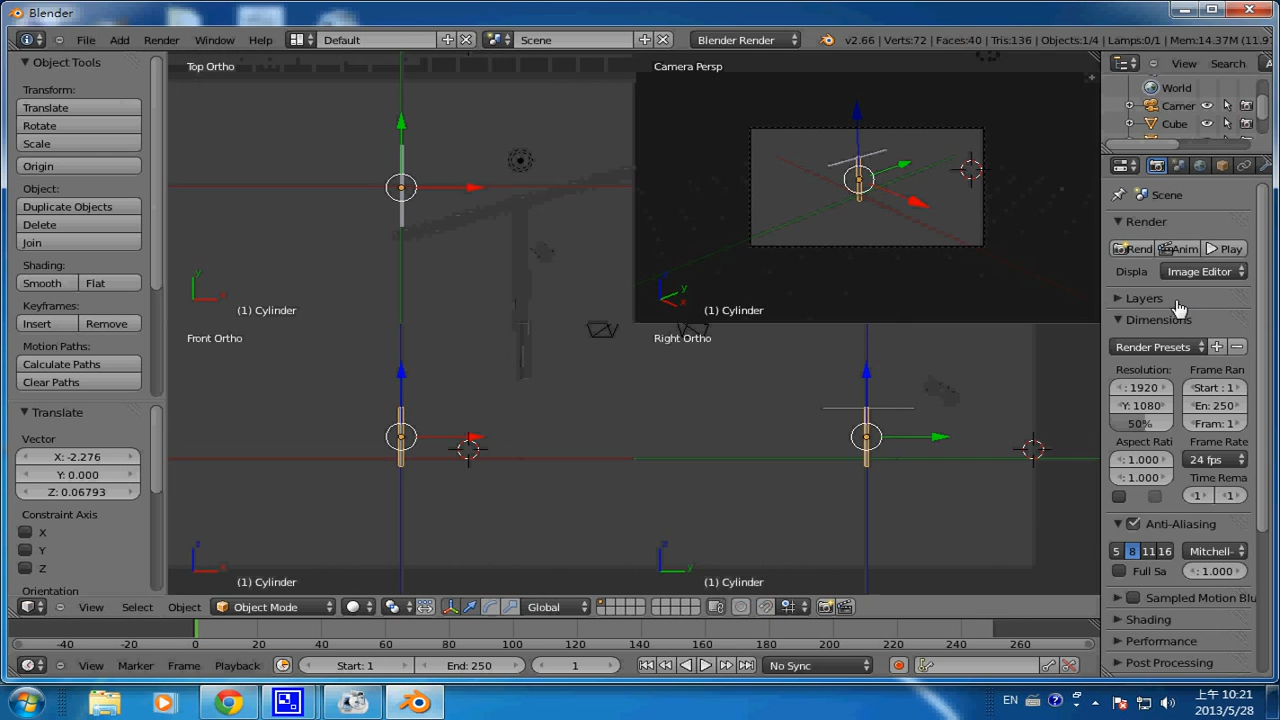 Blender
File Add Render Window Help Default Scene Blender Render v2.66 | Verts:72 | Faces:40 | Tris:136 | Objects:1/4 | Lamps:0/1 | Mem:14.37M (11.9
Object Tools
Transform:
Translate
Rotate
Scale
Origin
Object:
Duplicate Objects
Delete
Join
Shading:
Smooth Flat
Keyframes:
Insert Remove
Motion Paths:
Calculate Paths
Clear Paths
Translate
Vector
X: -2.276
Y: 0.000
Z: 0.06793
Constraint Axis
X
Y
Z
Orientation
Top Ortho
y
x
(1) Cylinder
Camera Persp
z
y
x
(1) Cylinder
Front Ortho
z
x
(1) Cylinder
Right Ortho
z
y
(1) Cylinder
View Search
World
Camer
Cube
Scene
Render
Rend Anim Play
Displa Image Editor
Layers
Dimensions
Render Presets
Resolution: Frame Ran
: 1920 Start : 1
Y: 1080 En: 250
50% Fram: 1
Aspect Rati Frame Rate
: 1.000 24 fps
: 1.000 Time Rema
1 1
Anti-Aliasing
5 8 11 16 Mitchell-
Full Sa : 1.000
Sampled Motion Blu
Shading
Performance
Post Processing
View Select Object Object Mode Global
-40 -20 0 20 40 60 80 100 120 140 160 180 200 220 240 260
View Marker Frame Playback Start: 1 End: 250 1 No Sync
EN
上午 10:21
2013/5/28